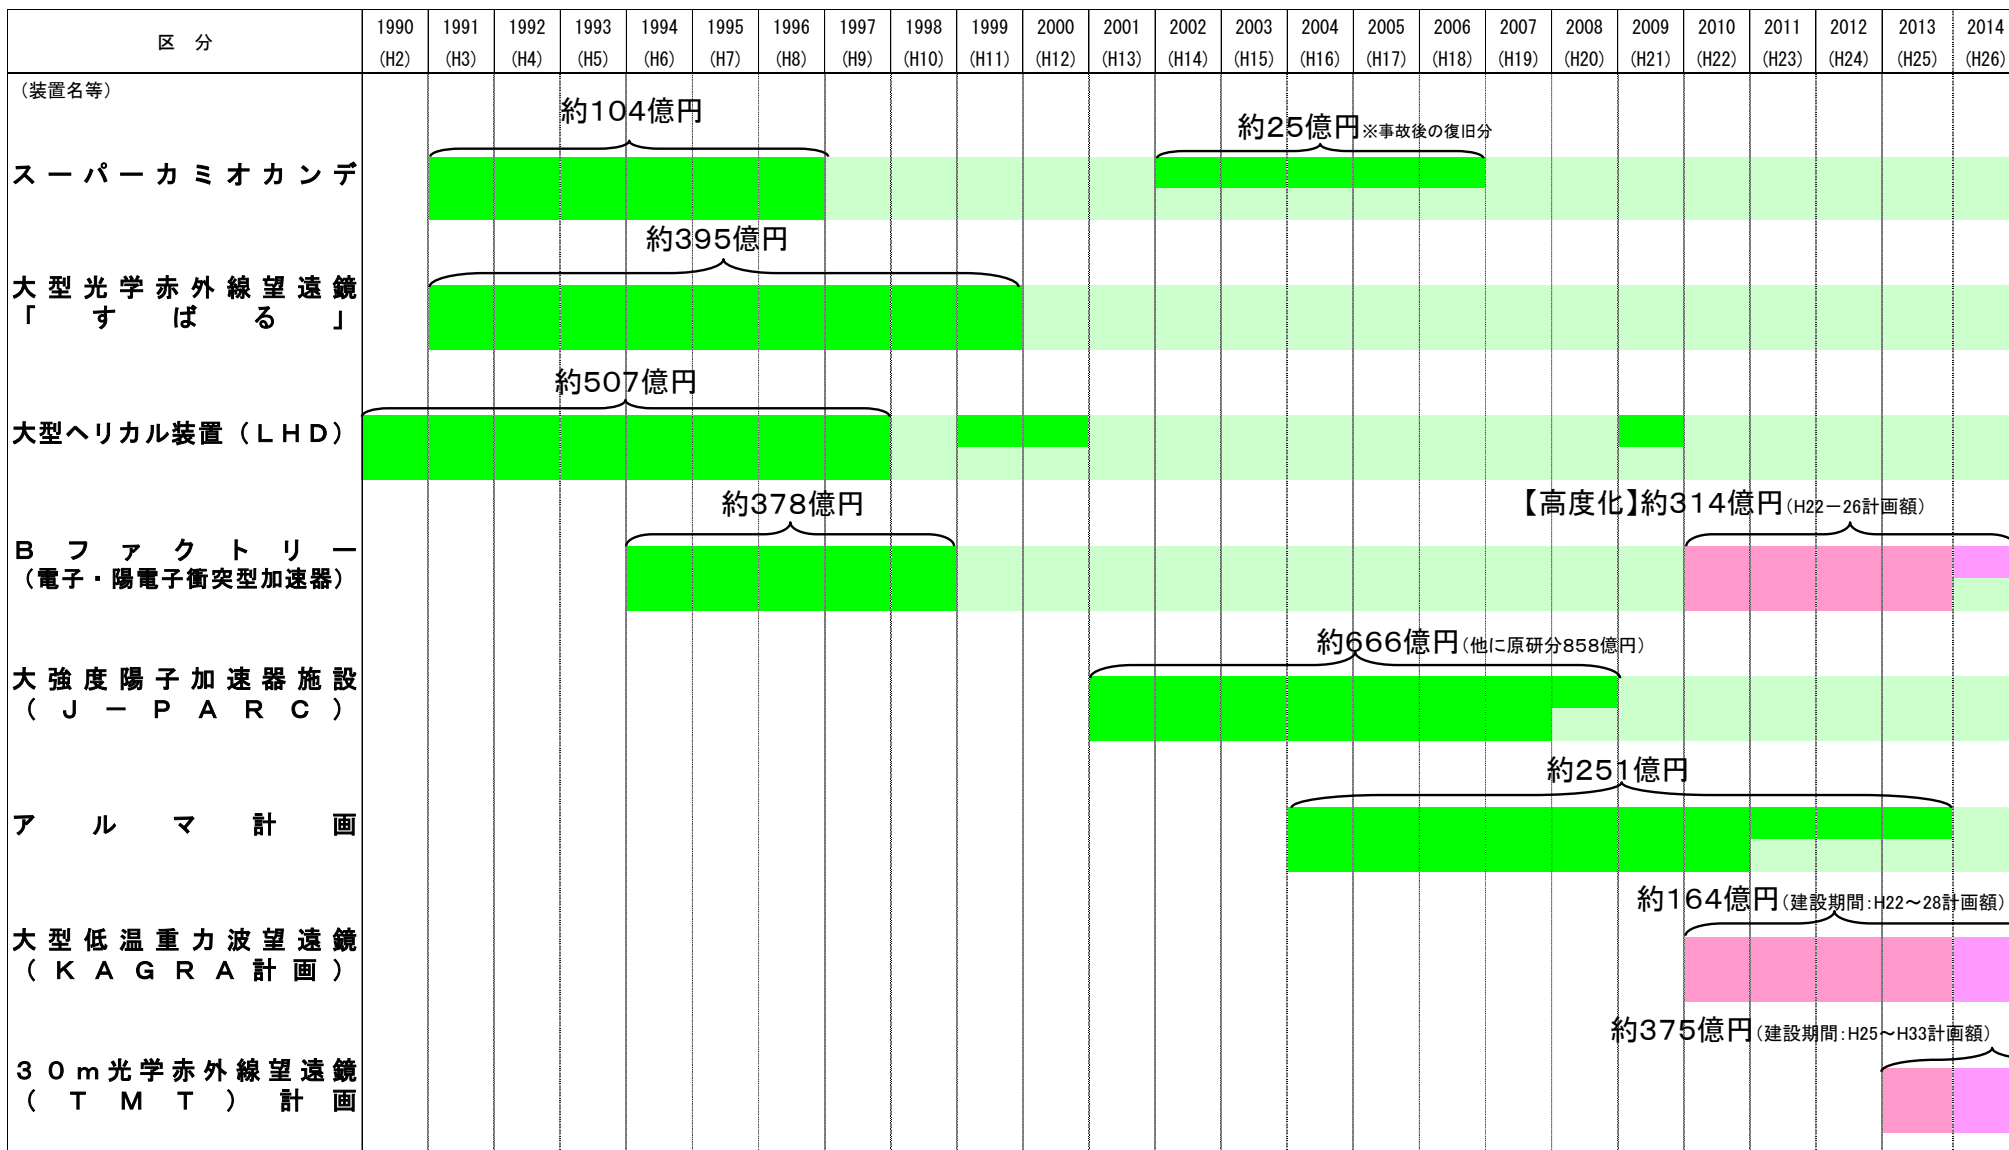 区 分 1990 1991 1992 1993 1994 1995 1996 1997 1998 1999 2000 2001 2002 2003 2004 2005 2006 2007 2008 2009 2010 2011 2012 2013 2014
(H2) (H3) (H4) (H5) (H6) (H7) (H8) (H9) (H10) (H11) (H12) (H13) (H14) (H15) (H16) (H17) (H18) (H19) (H20) (H21) (H22) (H23) (H24) (H25) (H26)
(装置名等)
約104億円
約25億円※事故後の復旧分
スーパーカミオカンデ
約395億円
大型光学赤外線望遠鏡
「すばる」
約507億円
大型ヘリカル装置(LHD)
約378億円
【高度化】約314億円(H22-26計画額)
Bファクトリー
(電子・陽電子衝突型加速器)
約666億円(他に原研分858億円)
大強度陽子加速器施設
(J-PARC)
約251億円
アルマ計画
約164億円(建設期間:H22~28計画額)
大型低温重力波望遠鏡
(KAGRA計画)
約375億円(建設期間:H25~H33計画額)
30m光学赤外線望遠鏡
(TMT)計画